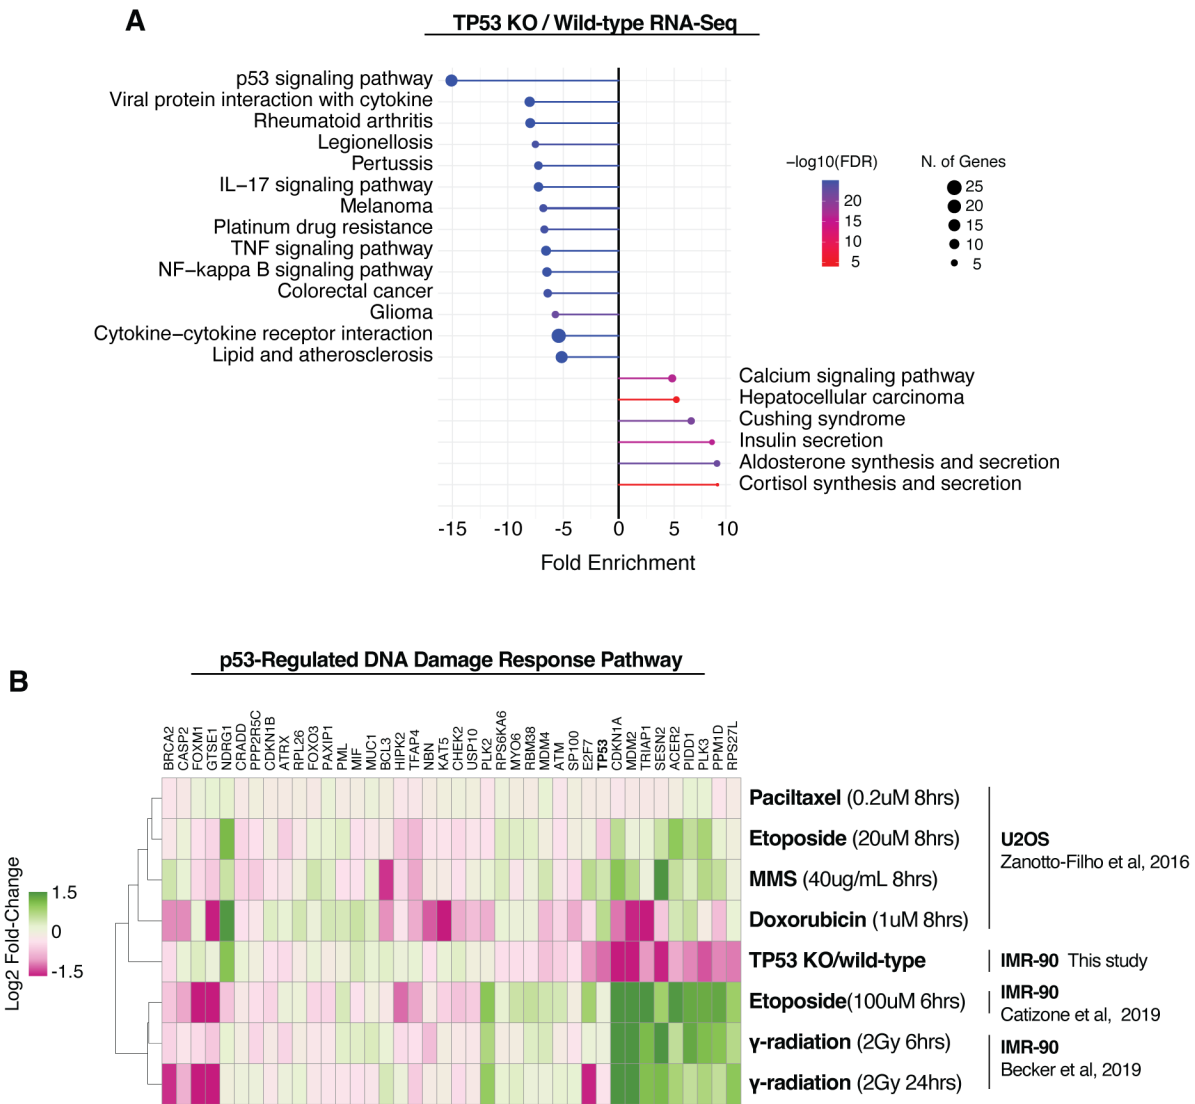 A
TP53 KO / Wild-type RNA-Seq
p53 signaling pathway
Viral protein interaction with cytokine
Rheumatoid arthritis
Legionellosis
Pertussis
IL−17 signaling pathway
Melanoma
Platinum drug resistance
TNF signaling pathway
NF−kappa B signaling pathway
Colorectal cancer
Glioma
Cytokine−cytokine receptor interaction
Lipid and atherosclerosis
Calcium signaling pathway
Hepatocellular carcinoma
Cushing syndrome
Insulin secretion
Aldosterone synthesis and secretion
Cortisol synthesis and secretion
-15 -10 -5 0 5 10
Fold Enrichment
−log10(FDR)
20
15
10
5
N. of Genes
25
20
15
10
5
B
p53-Regulated DNA Damage Response Pathway
BRCA2
CASP2
FOXM1
GTSE1
NDRG1
CRADD
PPP2R5C
CDKN1B
ATRX
RPL26
FOXO3
PAXIP1
PML
MIF
MUC1
BCL3
HIPK2
TFAP4
NBN
KAT5
CHEK2
USP10
PLK2
RPS6KA6
MYO6
RBM38
MDM4
ATM
SP100
E2F7
TP53
CDKN1A
MDM2
TRIAP1
SESN2
ACER2
PIDD1
PLK3
PPM1D
RPS27L
Log2 Fold-Change
1.5
0
-1.5
Paciltaxel (0.2uM 8hrs)
Etoposide (20uM 8hrs)
MMS (40ug/mL 8hrs)
Doxorubicin (1uM 8hrs)
TP53 KO/wild-type
Etoposide(100uM 6hrs)
γ-radiation (2Gy 6hrs)
γ-radiation (2Gy 24hrs)
U2OS
Zanotto-Filho et al, 2016
IMR-90 This study
IMR-90
Catizone et al, 2019
IMR-90
Becker et al, 2019